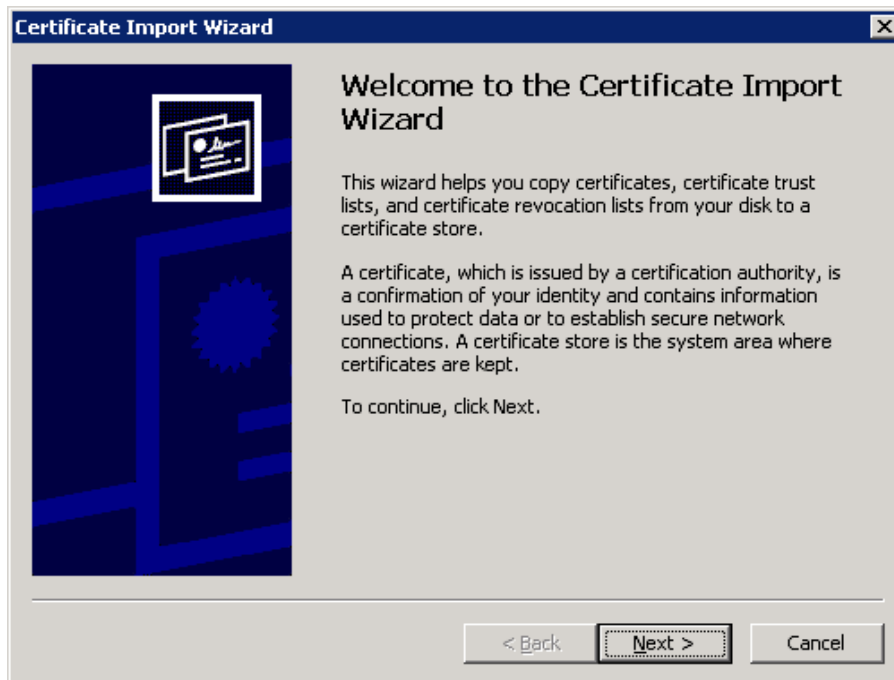 Certificate Import Wizard
Welcome to the Certificate Import
Wizard
This wizard helps you copy certificates, certificate trust
lists, and certificate revocation lists from your disk to a
certificate store.
A certificate, which is issued by a certification authority, is
a confirmation of your identity and contains information
used to protect data or to establish secure network
connections. A certificate store is the system area where
certificates are kept.
To continue, click Next.
< Back
Next >
Cancel